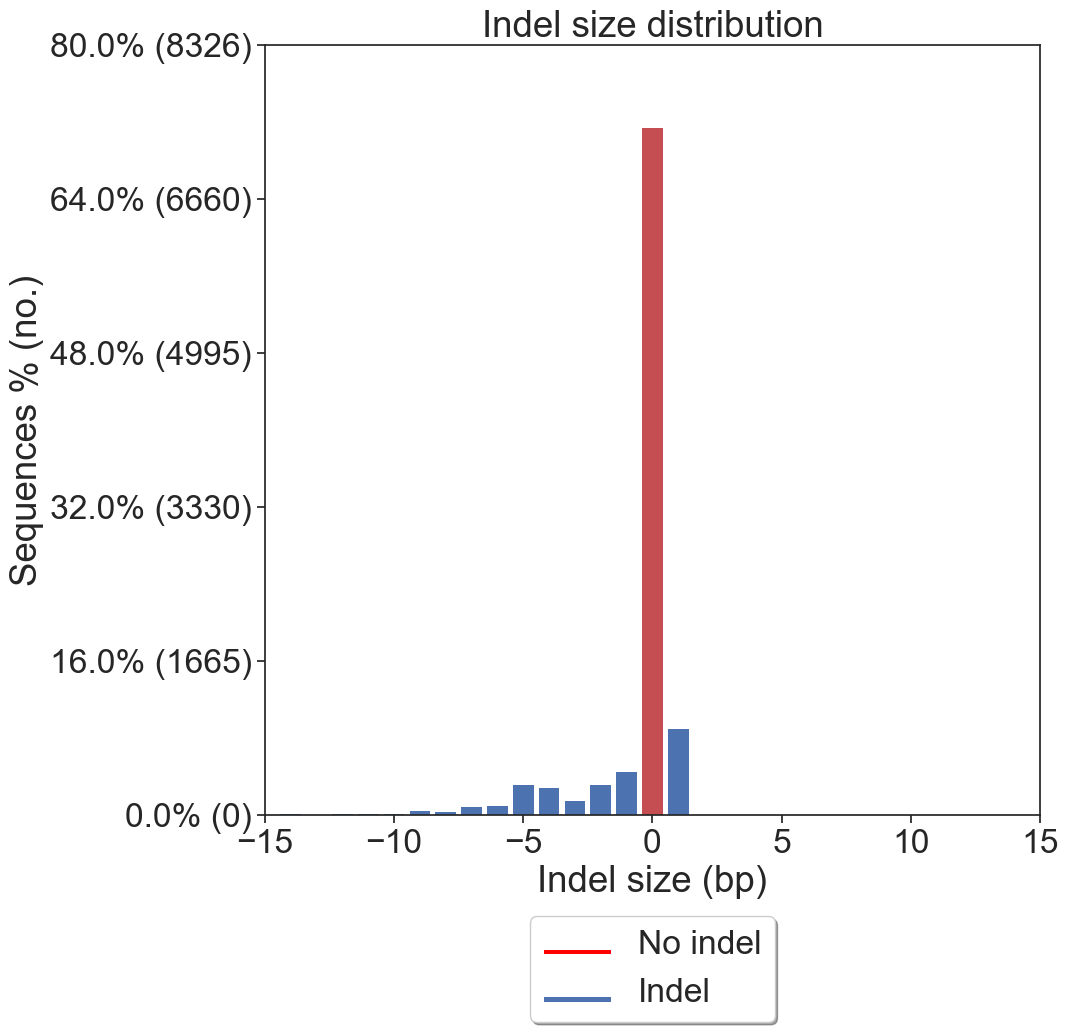 Indel size distribution
80.0% (8326)
64.0% (6660)
48.0% (4995)
32.0% (3330)
16.0% (1665)
0.0% (0)
Sequences % (no.)
−15 −10 −5 0 5 10 15
Indel size (bp)
No indel
Indel